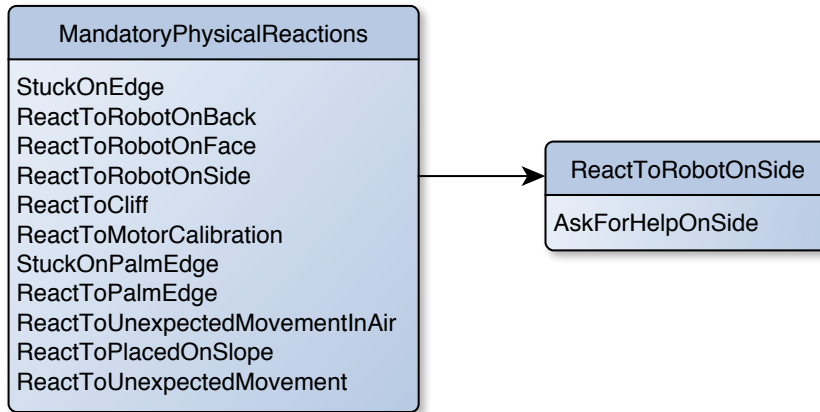 MandatoryPhysicalReactions
StuckOnEdge
ReactToRobotOnBack
ReactToRobotOnFace
ReactToRobotOnSide
ReactToCliff
ReactToMotorCalibration
StuckOnPalmEdge
ReactToPalmEdge
ReactToUnexpectedMovementInAir
ReactToPlacedOnSlope
ReactToUnexpectedMovement
ReactToRobotOnSide
AskForHelpOnSide